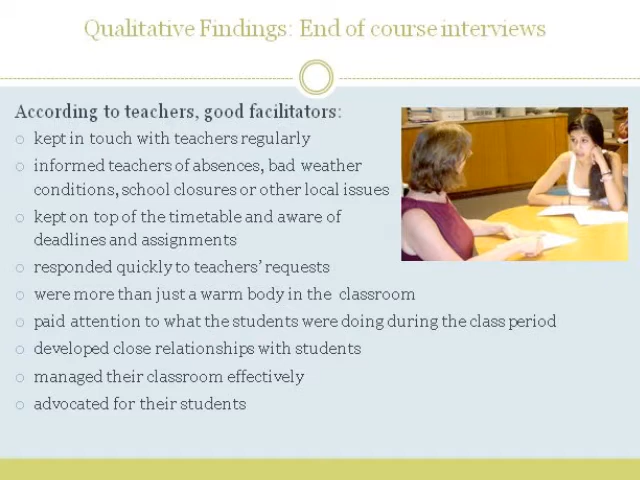 Qualitative Findings: End of course interviews
According to teachers, good facilitators:
kept in touch with teachers regularly
informed teachers of absences, bad weather
conditions, school closures or other local issues
kept on top of the timetable and aware of
deadlines and assignments
responded quickly to teachers' requests
were more than just a warm body in the classroom
paid attention to what the students were doing during the class period
developed close relationships with students
managed their classroom effectively
advocated for their students